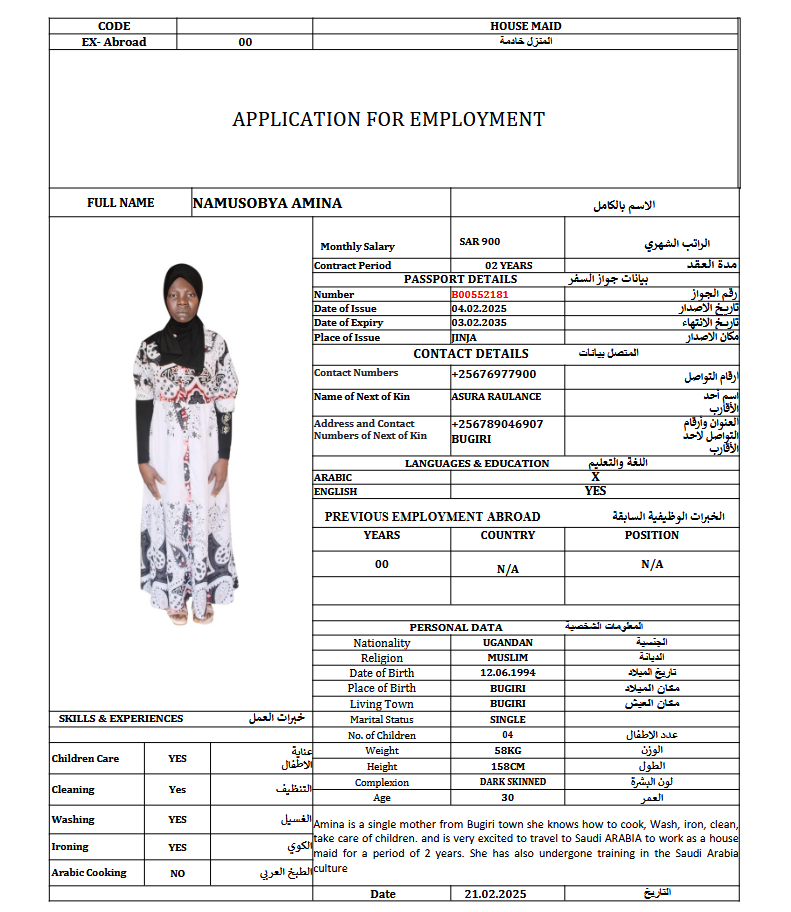 CODE HOUSE MAID
EX- Abroad 00 المنزل خادمة
APPLICATION FOR EMPLOYMENT
FULL NAME NAMUSOBYA AMINA الاسم بالكامل
Monthly Salary SAR 900 الراتب الشهري
Contract Period 02 YEARS مدة العقد
PASSPORT DETAILS بيانات جواز السفر
Number B00552181 رقم الجواز
Date of Issue 04.02.2025 تاريخ الاصدار
Date of Expiry 03.02.2035 تاريخ الانتهاء
Place of Issue JINJA مكان الاصدار
CONTACT DETAILS المتصل بيانات
Contact Numbers +25676977900 ارقام التواصل
Name of Next of Kin ASURA RAULANCE اسم أحد
الأقارب
Address and Contact +256789046907 العنوان وأرقام
Numbers of Next of Kin BUGIRI التواصل لاحد
الأقارب
LANGUAGES & EDUCATION اللغة والتعليم
ARABIC X
ENGLISH YES
PREVIOUS EMPLOYMENT ABROAD الخبرات الوظيفية السابقة
YEARS COUNTRY POSITION
00 N/A N/A
PERSONAL DATA المعلومات الشخصية
Nationality UGANDAN الجنسية
Religion MUSLIM الديانة
Date of Birth 12.06.1994 تاريخ الميلاد
Place of Birth BUGIRI مكان الميلاد
Living Town BUGIRI مكان العيش
Marital Status SINGLE
No. of Children 04 عدد الاطفال
Weight 58KG الوزن
Height 158CM الطول
Complexion DARK SKINNED لون البشرة
Age 30 العمر
SKILLS & EXPERIENCES خبرات العمل
Children Care YES عناية
الاطفال
Cleaning Yes التنظيف
Washing YES الغسيل
Ironing YES الكوي
Arabic Cooking NO الطبخ العربي
Amina is a single mother from Bugiri town she knows how to cook, Wash, iron, clean,
take care of children. and is very excited to travel to Saudi ARABIA to work as a house
maid for a period of 2 years. She has also undergone training in the Saudi Arabia
culture
Date 21.02.2025 التاريخ